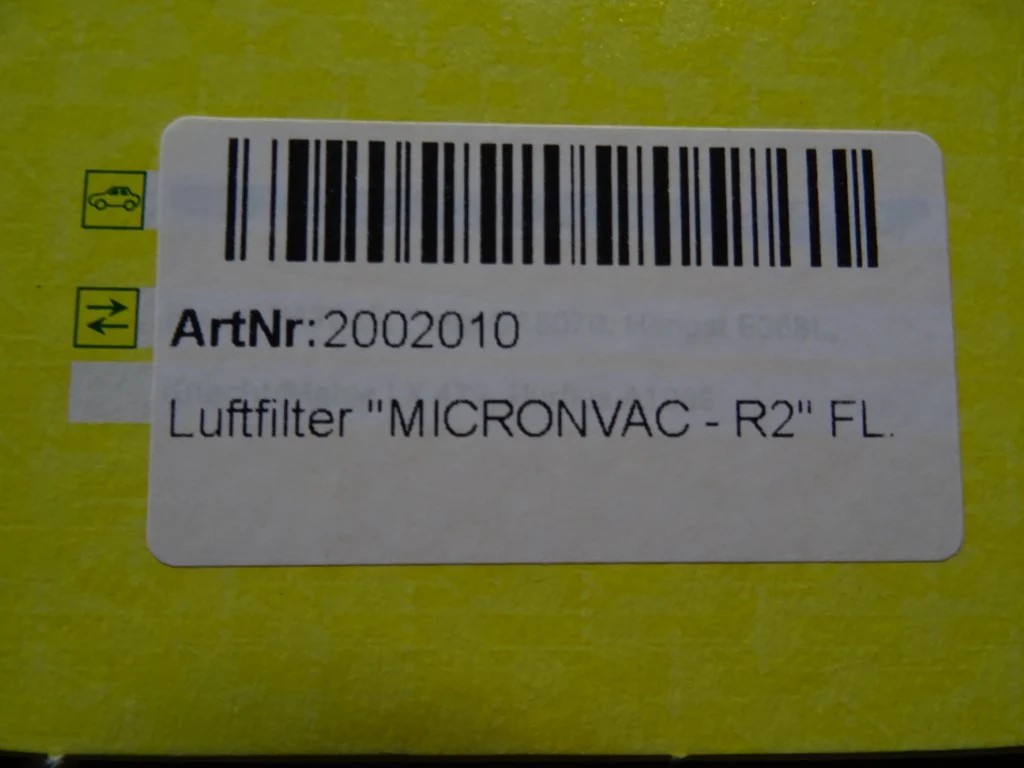 ArtNr:2002010
Luftfilter "MICRONVAC - R2" FL.